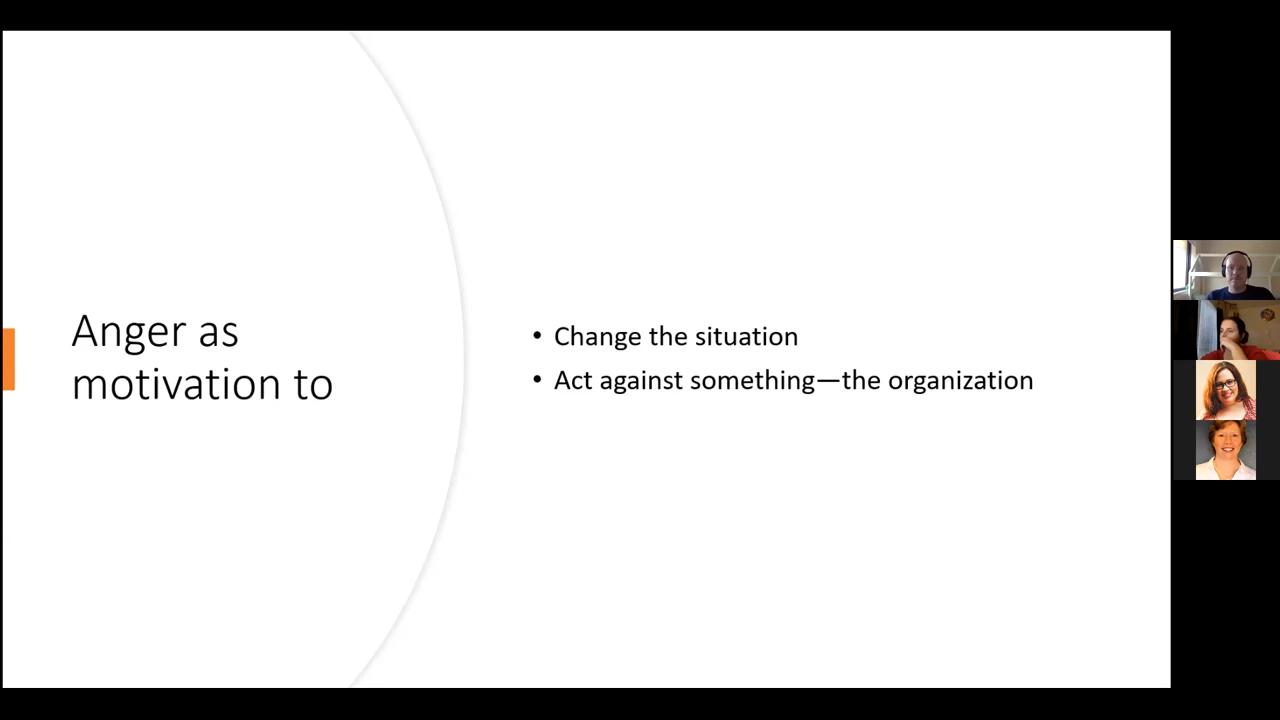 Anger as
motivation to
• Change the situation
• Act against something—the organization